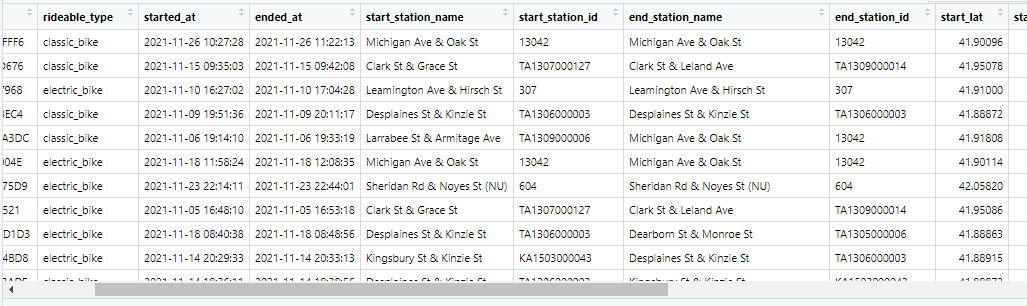 rideable_type started_at ended_at start_station_name start_station_id end_station_name end_station_id start_lat sta
FFF6 classic_bike 2021-11-26 10:27:28 2021-11-26 11:22:13 Michigan Ave & Oak St 13042 Michigan Ave & Oak St 13042 41.90096
D676 classic_bike 2021-11-15 09:35:03 2021-11-15 09:42:08 Clark St & Grace St TA1307000127 Clark St & Leland Ave TA1309000014 41.95078
7968 electric_bike 2021-11-10 16:27:02 2021-11-10 17:04:28 Leamington Ave & Hirsch St 307 Leamington Ave & Hirsch St 307 41.91000
8EC4 classic_bike 2021-11-09 19:51:36 2021-11-09 20:11:17 Desplaines St & Kinzie St TA1306000003 Desplaines St & Kinzie St TA1306000003 41.88872
A3DC classic_bike 2021-11-06 19:14:10 2021-11-06 19:33:19 Larrabee St & Armitage Ave TA1309000006 Michigan Ave & Oak St 13042 41.91808
004E electric_bike 2021-11-18 11:58:24 2021-11-18 12:08:35 Michigan Ave & Oak St 13042 Michigan Ave & Oak St 13042 41.90114
75D9 electric_bike 2021-11-23 22:14:11 2021-11-23 22:44:01 Sheridan Rd & Noyes St (NU) 604 Sheridan Rd & Noyes St (NU) 604 42.05820
521 electric_bike 2021-11-05 16:48:10 2021-11-05 16:53:18 Clark St & Grace St TA1307000127 Clark St & Leland Ave TA1309000014 41.95086
D1D3 electric_bike 2021-11-18 08:40:38 2021-11-18 08:48:56 Desplaines St & Kinzie St TA1306000003 Dearborn St & Monroe St TA1305000006 41.88863
4BD8 electric_bike 2021-11-14 20:29:33 2021-11-14 20:33:13 Kingsbury St & Kinzie St KA1503000043 Desplaines St & Kinzie St TA1306000003 41.88915